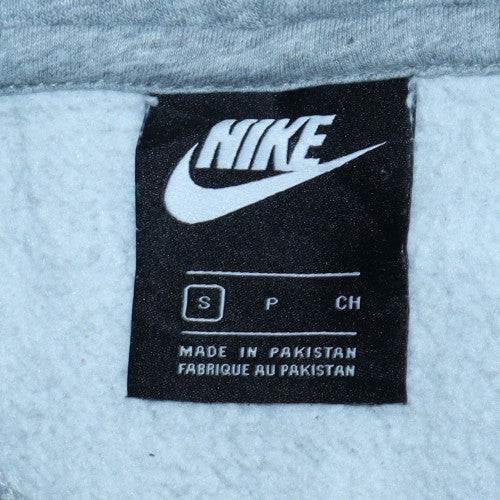 NIKE
S P CH
MADE IN PAKISTAN
FABRIQUE AU PAKISTAN